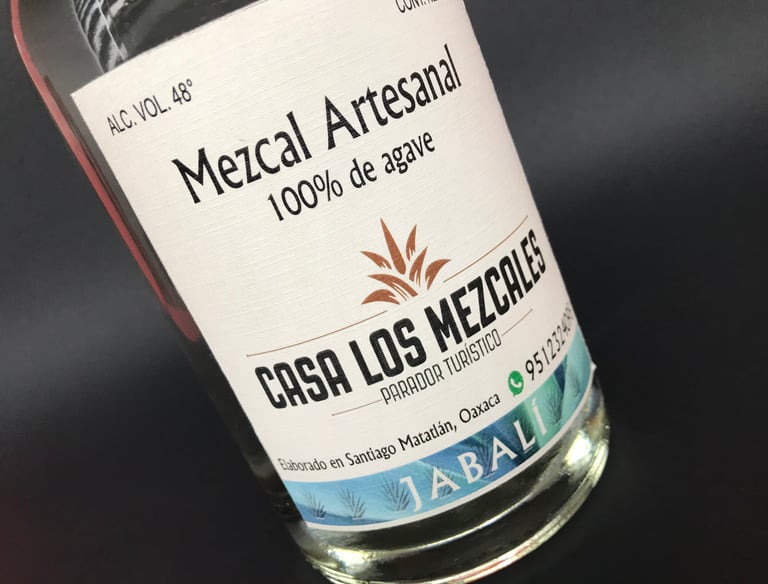 ALC. VOL. 48°
Mezcal Artesanal
100% de agave
CASA LOS MEZCALES
PARADOR TURÍSTICO
Elaborado en Santiago Matatlán, Oaxaca
JABALÍ